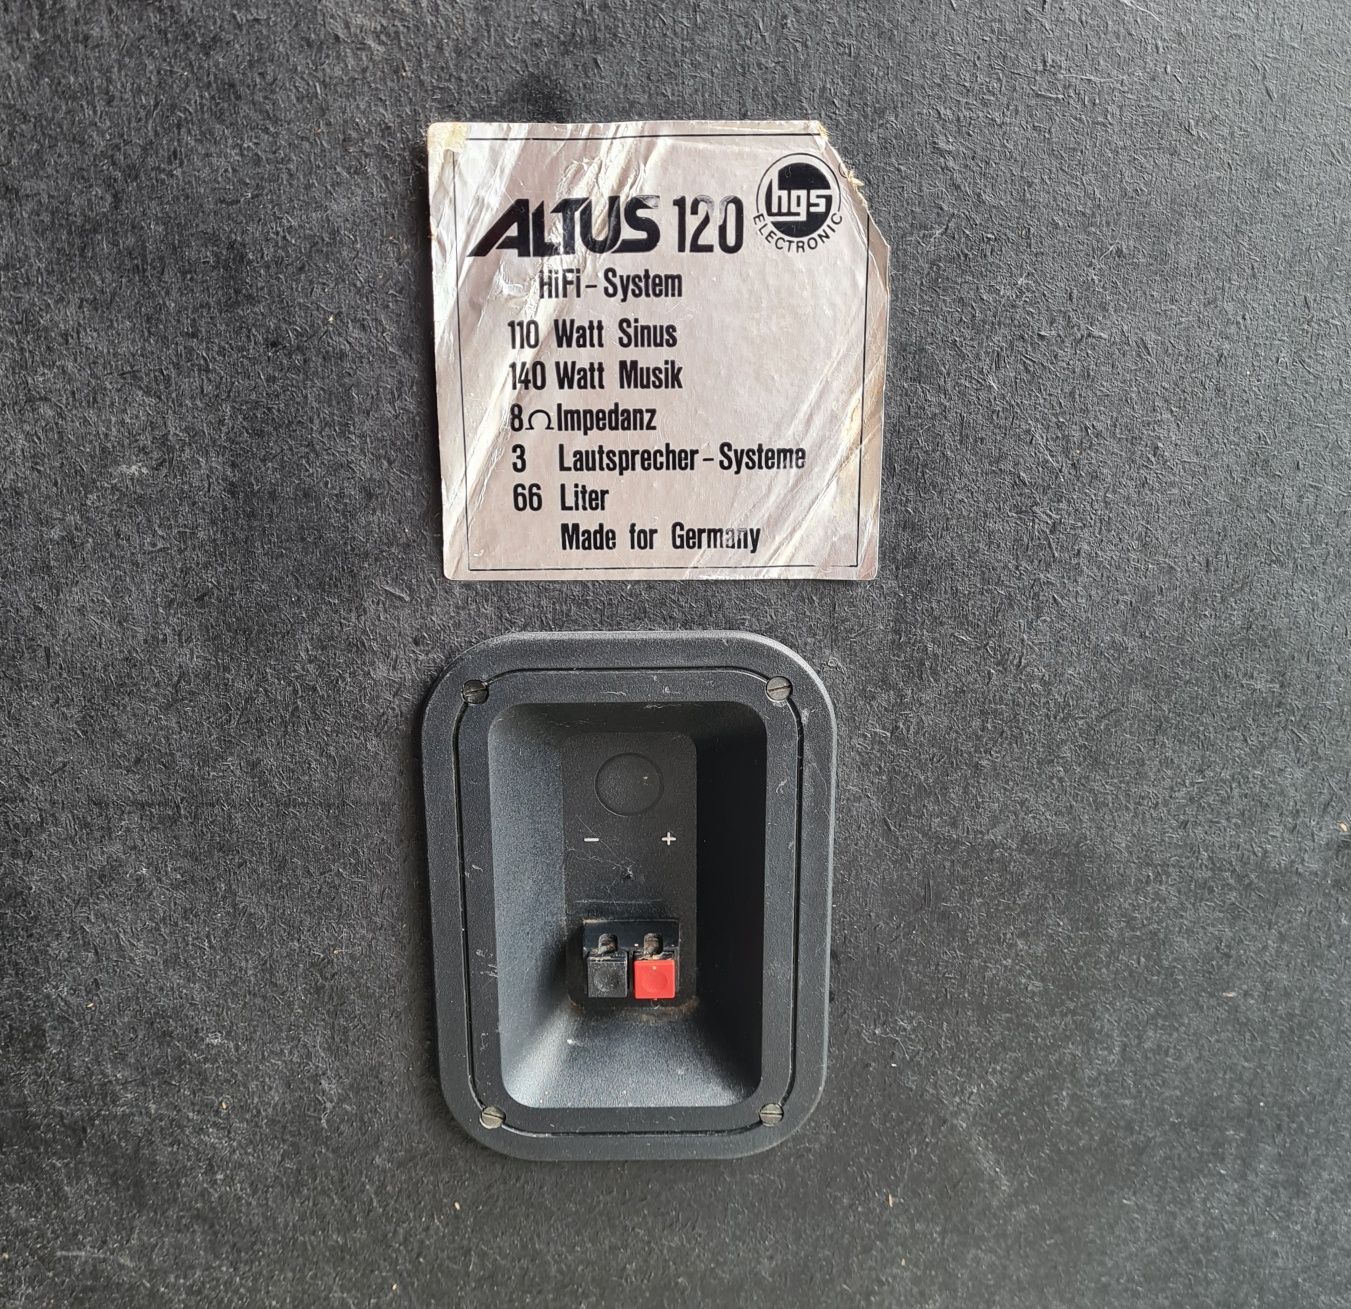 hgs
ELECTRONIC
ALTUS 120
HiFi-System
110 Watt Sinus
140 Watt Musik
8Ω Impedanz
3 Lautsprecher-Systeme
66 Liter
Made for Germany
- +